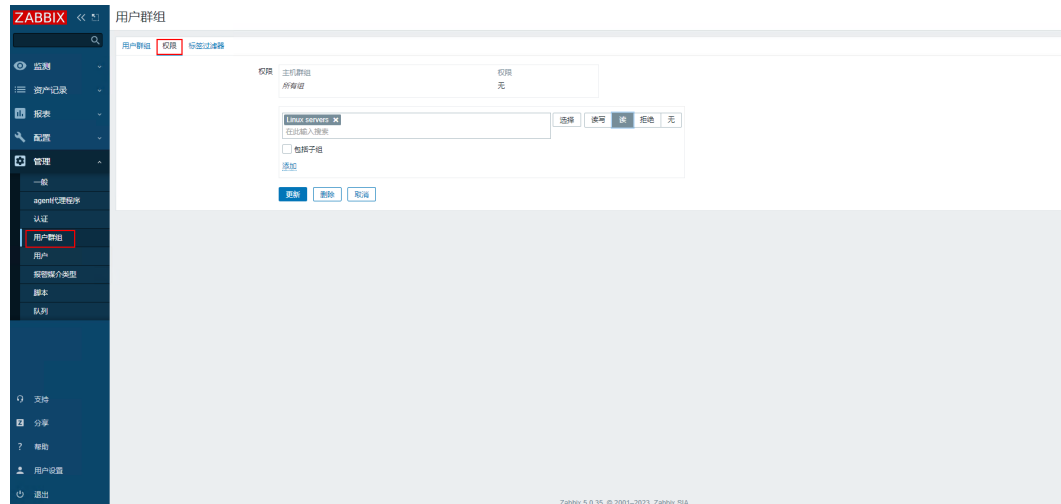 ZABBIX
用户群组
用户群组 权限 标签过滤器
监测
资产记录
报表
配置
管理
一般
agent代理程序
认证
用户群组
用户
报警媒介类型
脚本
队列
支持
分享
帮助
用户设置
退出
权限 主机群组 权限
所有组 无
Linux servers
在此输入搜索
选择 读写 读 拒绝 无
包括子组
添加
更新 删除 取消
Zabbix 5.0.35. © 2001–2023, Zabbix SIA